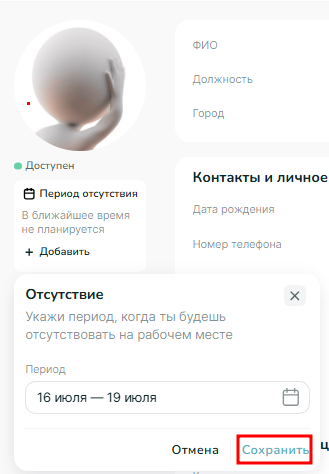 ФИО
Должность
Город
Доступен
Период отсутствия
В ближайшее время
не планируется
+ Добавить
Контакты и личное
Дата рождения
Номер телефона
Отсутствие
Укажи период, когда ты будешь
отсутствовать на рабочем месте
Период
16 июля — 19 июля
Отмена
Сохранить